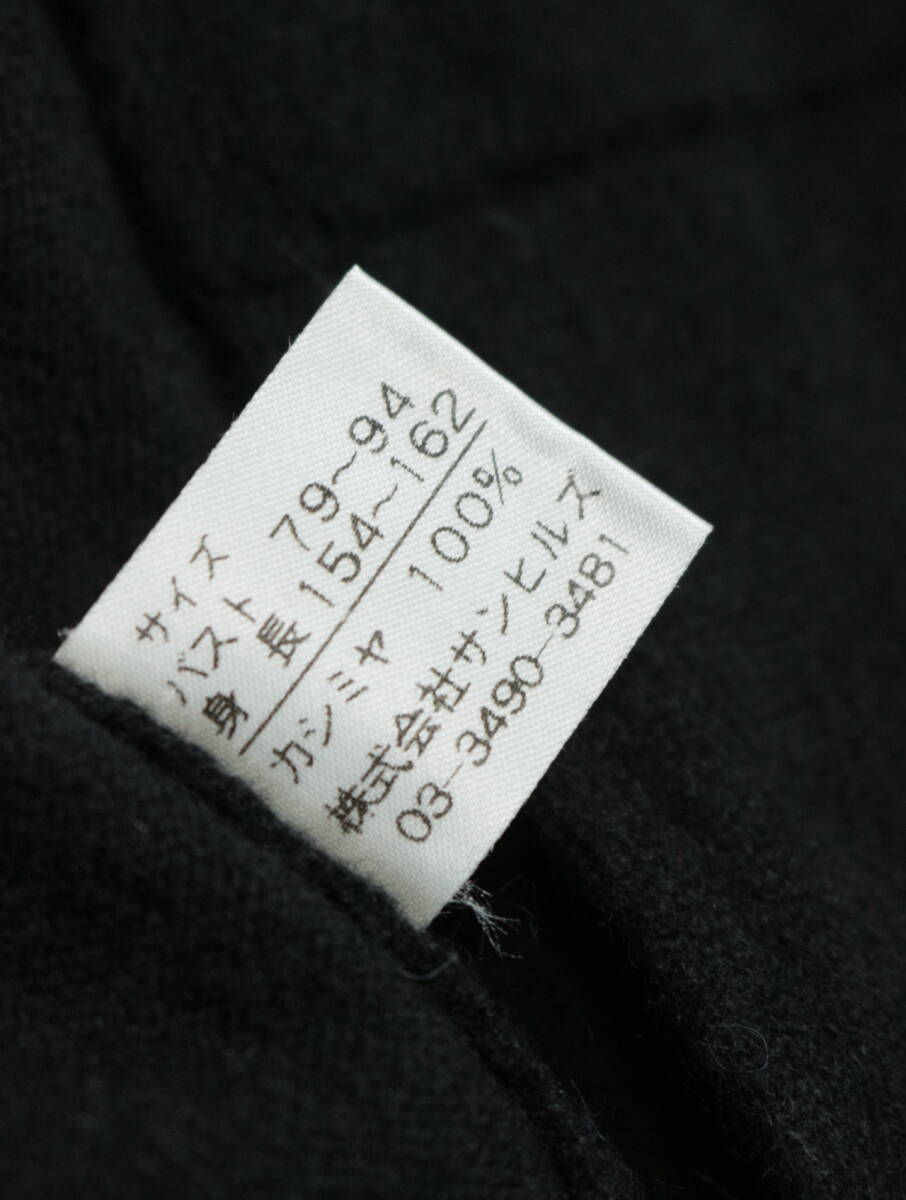 サイズ
バスト 79~94
身 長 154~162
カシミヤ 100%
株式会社サンヒルズ
03-3490-3481